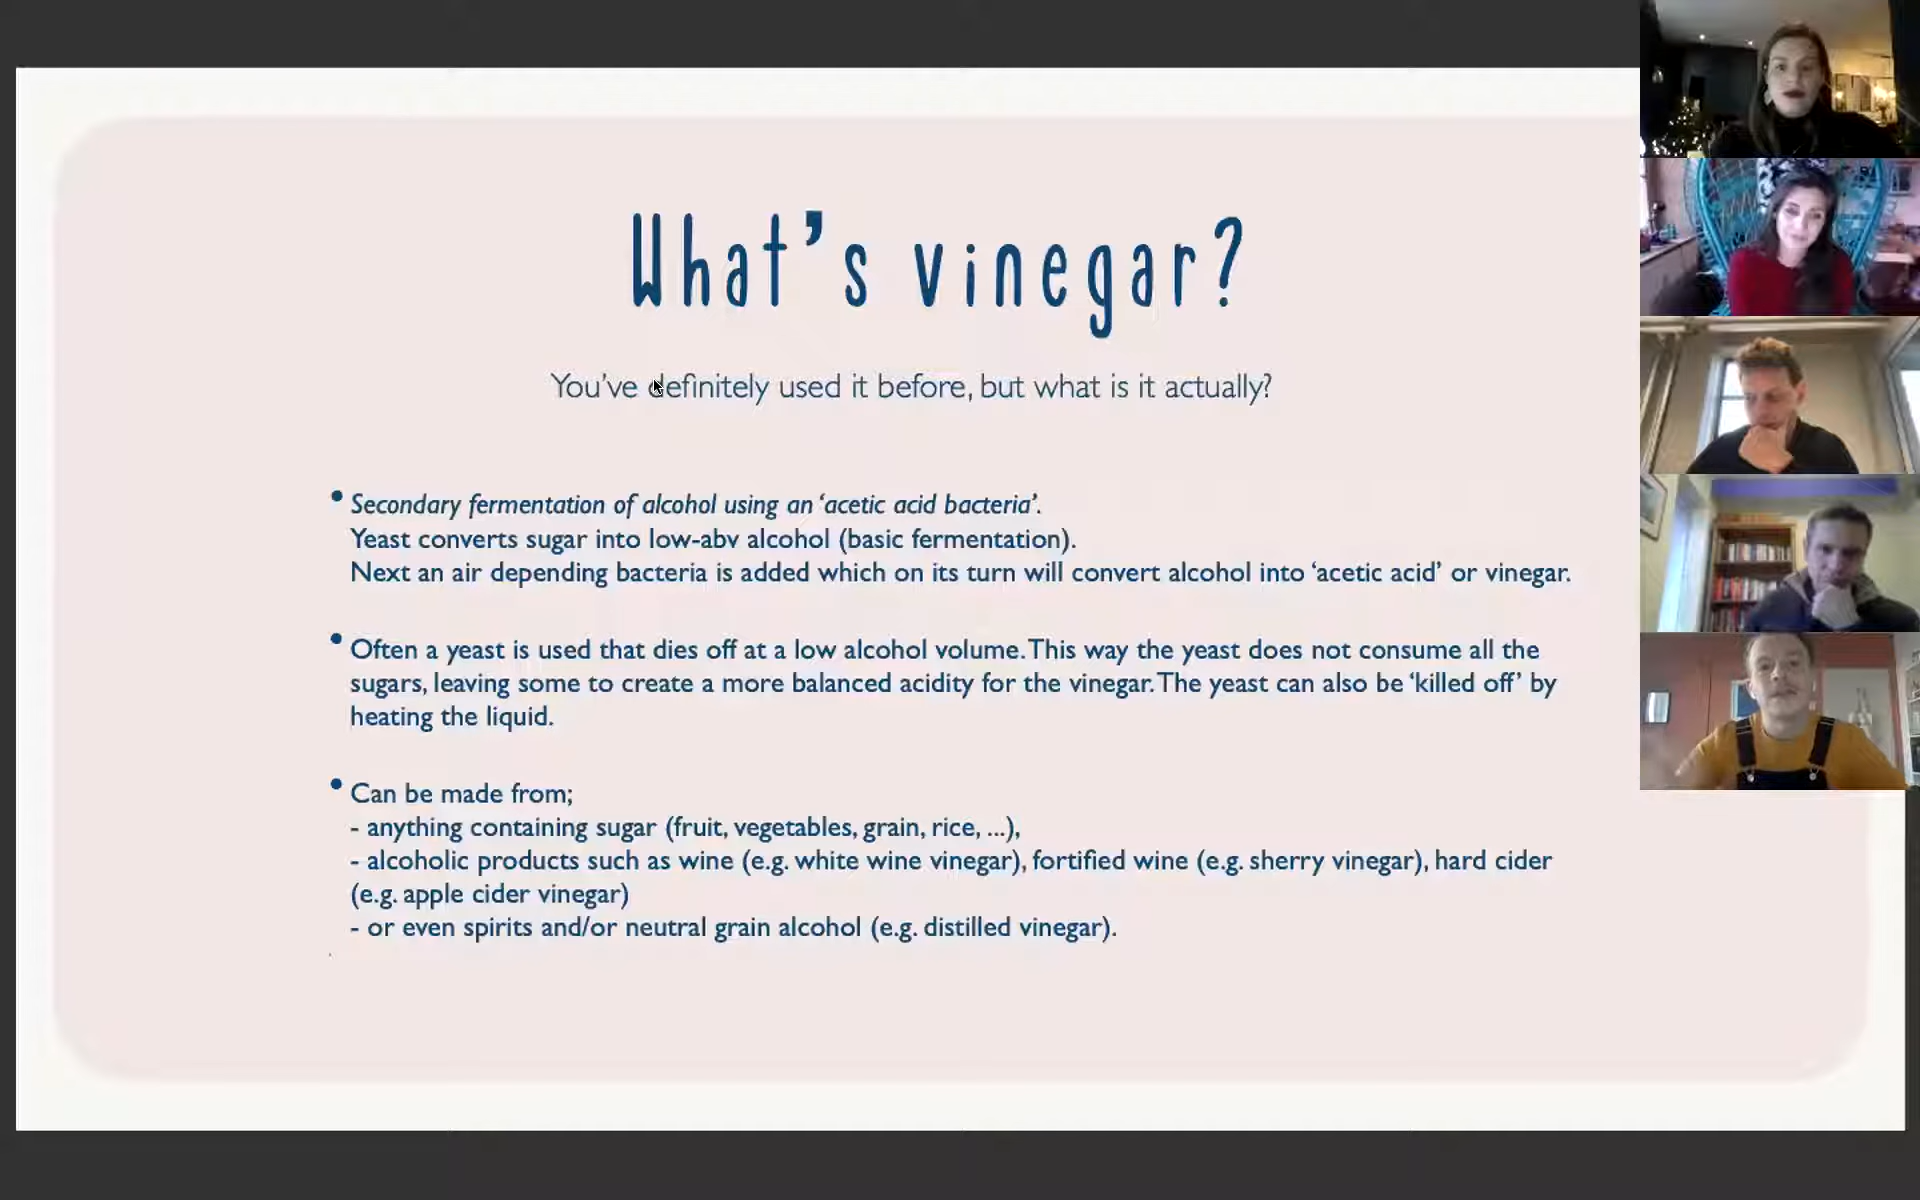 What's vinegar?
You've definitely used it before, but what is it actually?
• Secondary fermentation of alcohol using an 'acetic acid bacteria'.
Yeast converts sugar into low-abv alcohol (basic fermentation).
Next an air depending bacteria is added which on its turn will convert alcohol into 'acetic acid' or vinegar.
• Often a yeast is used that dies off at a low alcohol volume. This way the yeast does not consume all the
sugars, leaving some to create a more balanced acidity for the vinegar. The yeast can also be 'killed off' by
heating the liquid.
• Can be made from;
- anything containing sugar (fruit, vegetables, grain, rice, ...),
- alcoholic products such as wine (e.g. white wine vinegar), fortified wine (e.g. sherry vinegar), hard cider
(e.g. apple cider vinegar)
- or even spirits and/or neutral grain alcohol (e.g. distilled vinegar).